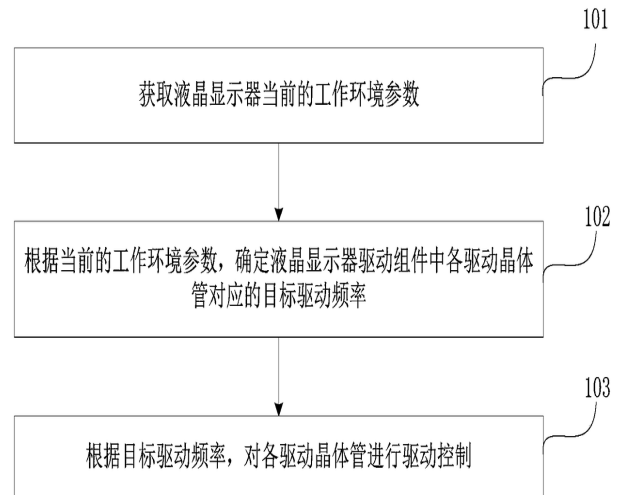 101
获取液晶显示器当前的工作环境参数
102
根据当前的工作环境参数，确定液晶显示器驱动组件中各驱动晶体
管对应的目标驱动频率
103
根据目标驱动频率，对各驱动晶体管进行驱动控制